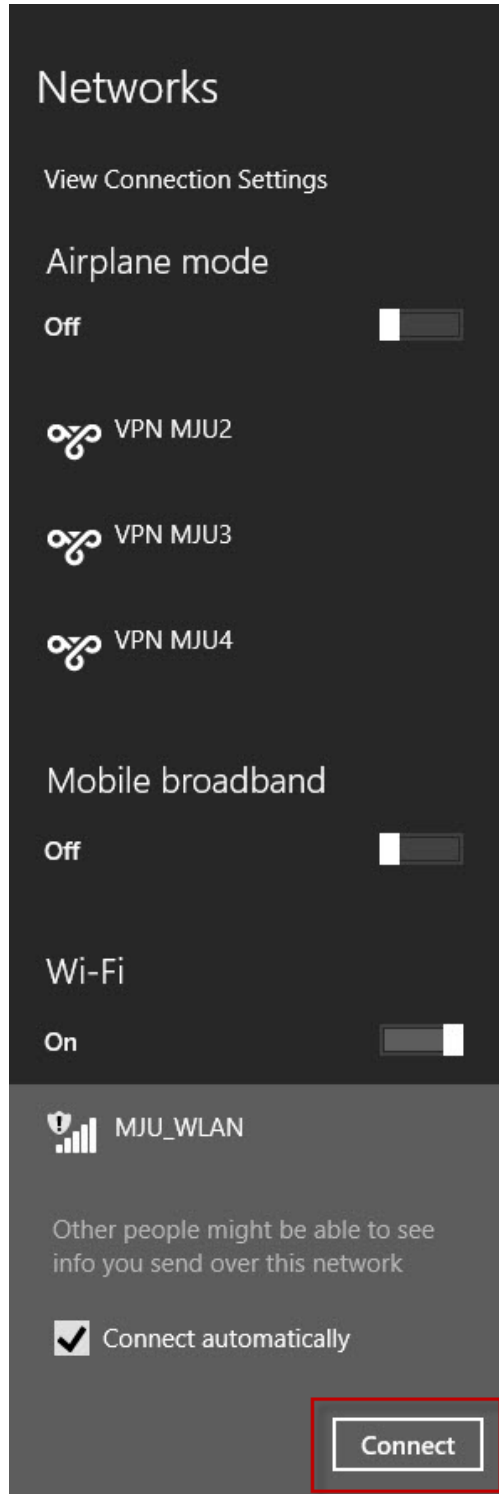 Networks
View Connection Settings
Airplane mode
Off
VPN MJU2
VPN MJU3
VPN MJU4
Mobile broadband
Off
Wi-Fi
On
MJU_WLAN
Other people might be able to see
info you send over this network
Connect automatically
Connect